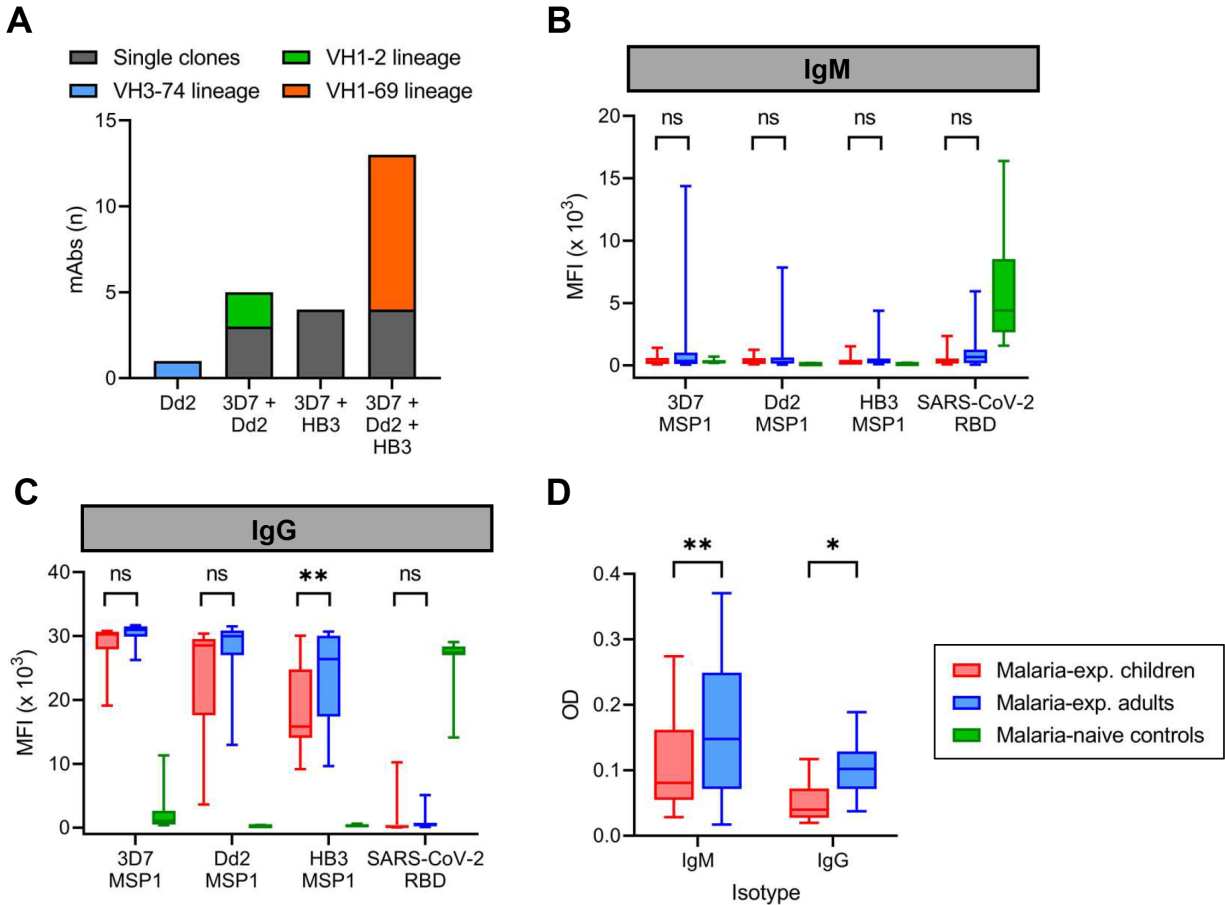 A
Single clones
VH1-2 lineage
VH3-74 lineage
VH1-69 lineage
mAbs (n)
15
10
5
0
Dd2
3D7 +
Dd2
3D7 +
HB3
3D7 +
Dd2 +
HB3
B
IgM
MFI (x 10³)
20
15
10
5
0
ns
ns
ns
ns
3D7
MSP1
Dd2
MSP1
HB3
MSP1
SARS-CoV-2
RBD
C
IgG
MFI (x 10³)
40
30
20
10
0
ns
ns
**
ns
3D7
MSP1
Dd2
MSP1
HB3
MSP1
SARS-CoV-2
RBD
D
OD
0.4
0.3
0.2
0.1
0.0
**
*
IgM
IgG
Isotype
Malaria-exp. children
Malaria-exp. adults
Malaria-naive controls